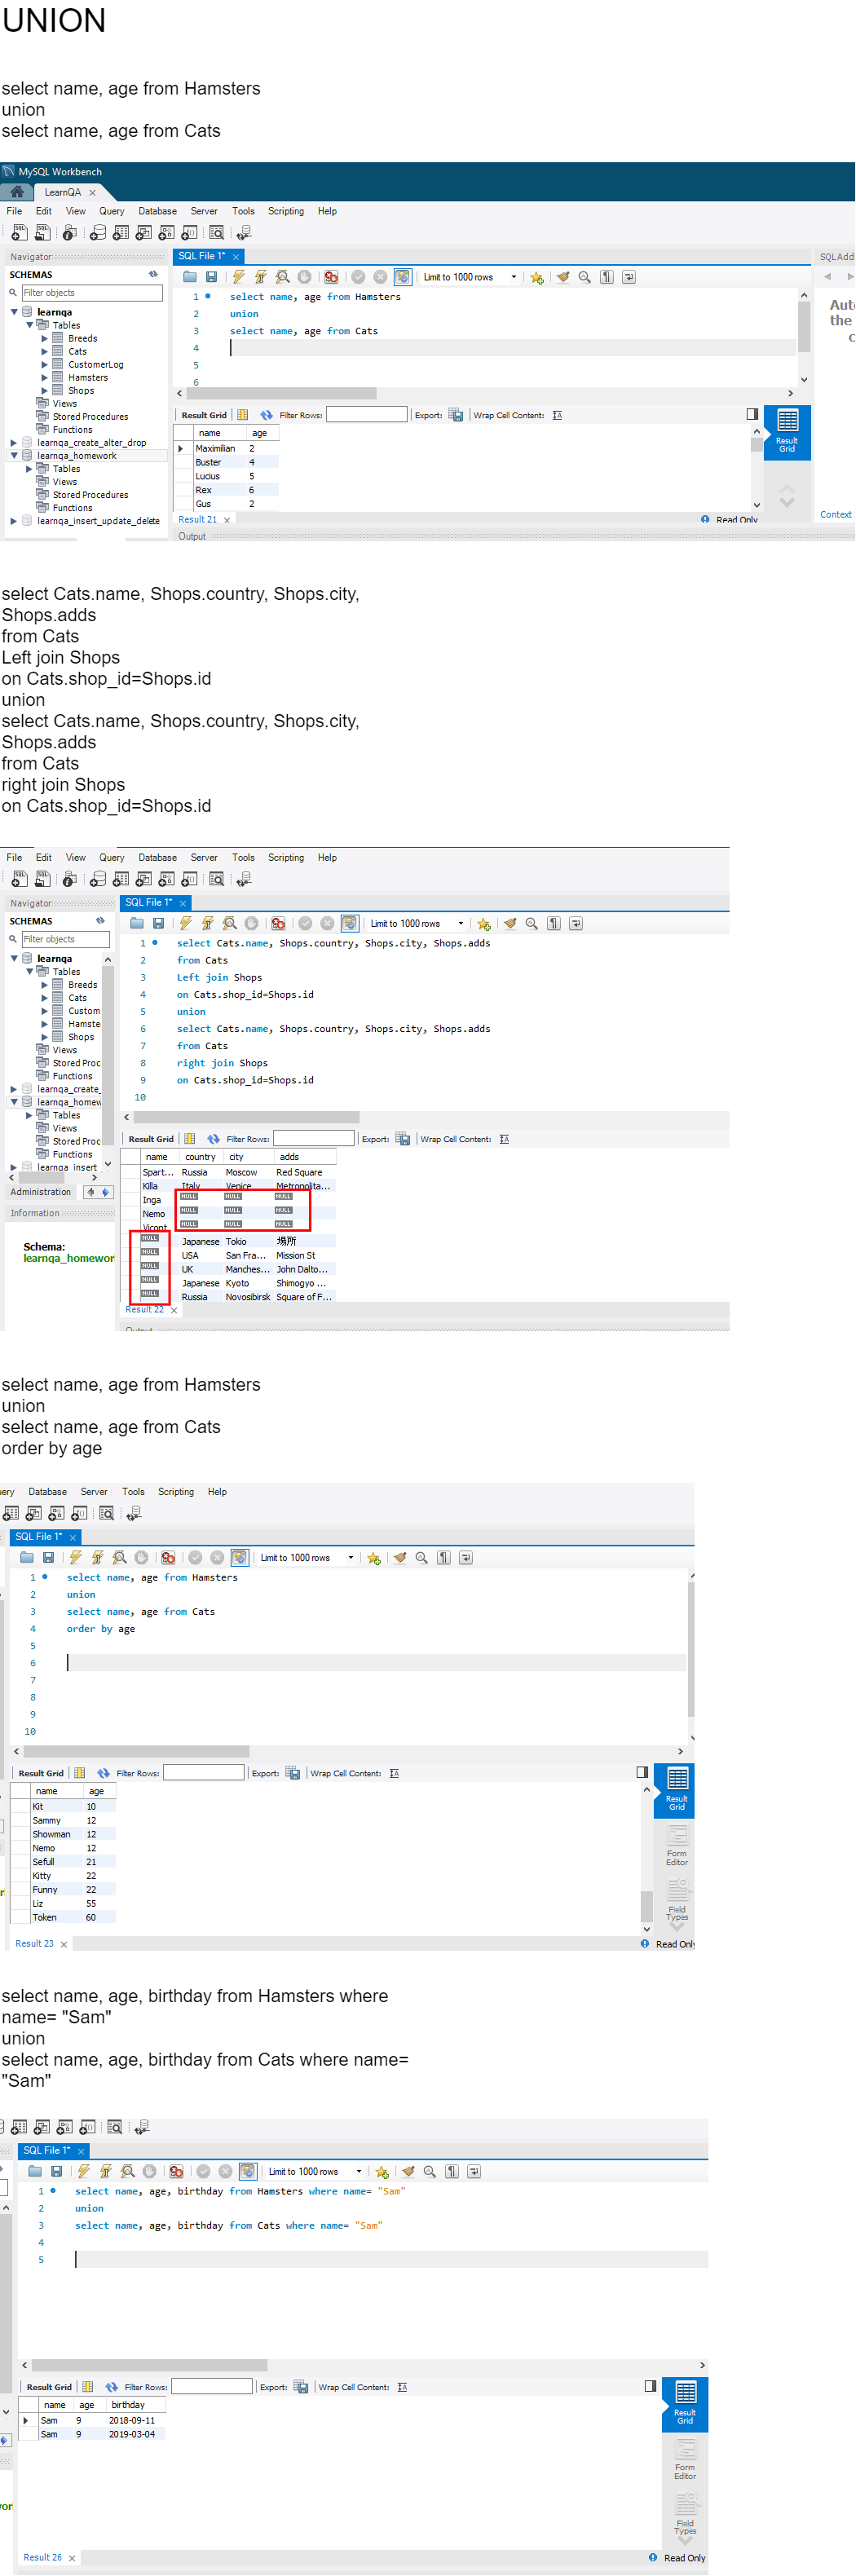 UNION
select name, age from Hamsters
union
select name, age from Cats
MySQL Workbench
LearnQA
File Edit View Query Database Server Tools Scripting Help
Navigator
SQL File 1*
SQLAdd
SCHEMAS
Limit to 1000 rows
Filter objects
learnqa
Tables
Breeds
Cats
CustomerLog
Hamsters
Shops
Views
Stored Procedures
Functions
learnqa_create_alter_drop
learnqa_homework
Tables
Views
Stored Procedures
Functions
learnqa_insert_update_delete
1 select name, age from Hamsters
2 union
3 select name, age from Cats
4
5
6
Aut
the
c
Result Grid Filter Rows: Export: Wrap Cell Content:
name age
Maximilian 2
Buster 4
Lucius 5
Rex 6
Gus 2
Result Grid
Result 21
Read Only
Context
Output
select Cats.name, Shops.country, Shops.city,
Shops.adds
from Cats
Left join Shops
on Cats.shop_id=Shops.id
union
select Cats.name, Shops.country, Shops.city,
Shops.adds
from Cats
right join Shops
on Cats.shop_id=Shops.id
File Edit View Query Database Server Tools Scripting Help
Navigator
SQL File 1*
SCHEMAS
Limit to 1000 rows
Filter objects
learnqa
Tables
Breeds
Cats
Custom
Hamste
Shops
Views
Stored Proc
Functions
learnqa_create_
learnqa_homew
Tables
Views
Stored Proc
Functions
learnqa insert
Administration
Information
Schema:
learnqa_homewor
1 select Cats.name, Shops.country, Shops.city, Shops.adds
2 from Cats
3 Left join Shops
4 on Cats.shop_id=Shops.id
5 union
6 select Cats.name, Shops.country, Shops.city, Shops.adds
7 from Cats
8 right join Shops
9 on Cats.shop_id=Shops.id
10
Result Grid Filter Rows: Export: Wrap Cell Content:
name country city adds
Spart... Russia Moscow Red Square
Killa Italy Venice Metropolita...
Inga NULL NULL NULL
Nemo NULL NULL NULL
Vicont NULL NULL NULL
NULL Japanese Tokio 場所
NULL USA San Fra... Mission St
NULL UK Manches... John Dalto...
NULL Japanese Kyoto Shimogyo ...
NULL Russia Novosibirsk Square of F...
Result 22
Output
select name, age from Hamsters
union
select name, age from Cats
order by age
ery Database Server Tools Scripting Help
SQL File 1*
Limit to 1000 rows
1 select name, age from Hamsters
2 union
3 select name, age from Cats
4 order by age
5
6
7
8
9
10
Result Grid Filter Rows: Export: Wrap Cell Content:
name age
Kit 10
Sammy 12
Showman 12
Nemo 12
Sefull 21
Kitty 22
Funny 22
Liz 55
Token 60
Result Grid
Form Editor
Field Types
Result 23
Read Only
select name, age, birthday from Hamsters where
name= "Sam"
union
select name, age, birthday from Cats where name=
"Sam"
SQL File 1*
Limit to 1000 rows
1 select name, age, birthday from Hamsters where name= "Sam"
2 union
3 select name, age, birthday from Cats where name= "Sam"
4
5
Result Grid Filter Rows: Export: Wrap Cell Content:
name age birthday
Sam 9 2018-09-11
Sam 9 2019-03-04
wor
Result Grid
Form Editor
Field Types
Result 26
Read Only